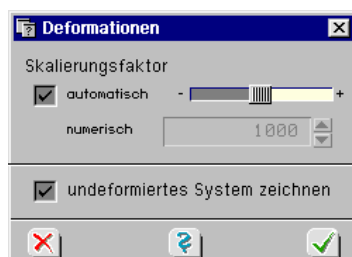 Deformationen
Skalierungsfaktor
automatisch - +
numerisch 1000
undeformiertes System zeichnen